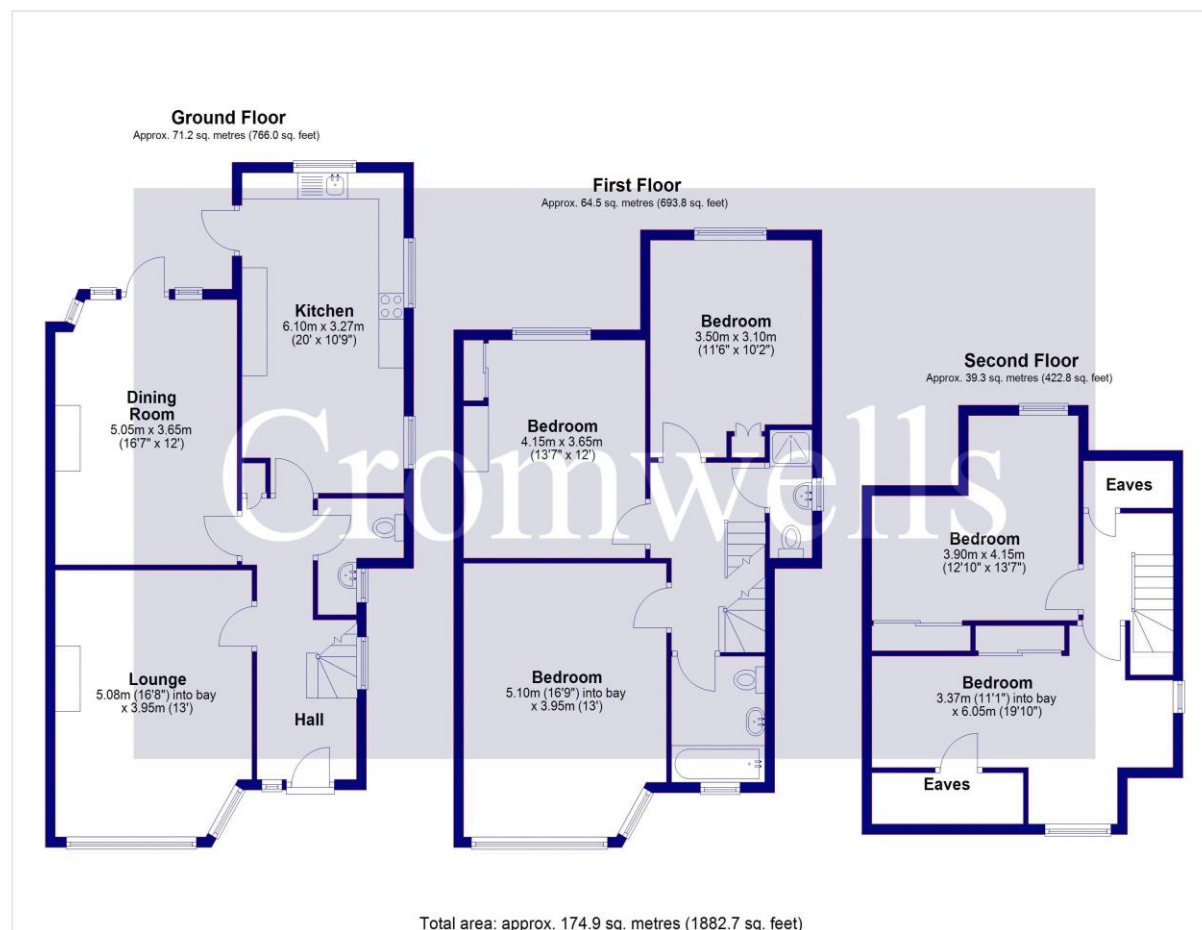 Ground Floor
Approx. 71.2 sq. metres (766.0 sq. feet)
Kitchen
6.10m x 3.27m
(20' x 10'9")
Dining
Room
5.05m x 3.65m
(16'7" x 12')
Lounge
5.08m (16'8") into bay
x 3.95m (13')
Hall
First Floor
Approx. 64.5 sq. metres (693.8 sq. feet)
Bedroom
3.50m x 3.10m
(11'6" x 10'2")
Bedroom
4.15m x 3.65m
(13'7" x 12')
Bedroom
5.10m (16'9") into bay
x 3.95m (13')
Second Floor
Approx. 39.3 sq. metres (422.8 sq. feet)
Eaves
Bedroom
3.90m x 4.15m
(12'10" x 13'7")
Bedroom
3.37m (11'1") into bay
x 6.05m (19'10")
Eaves
Cromwells
Total area: approx. 174.9 sq. metres (1882.7 sq. feet)